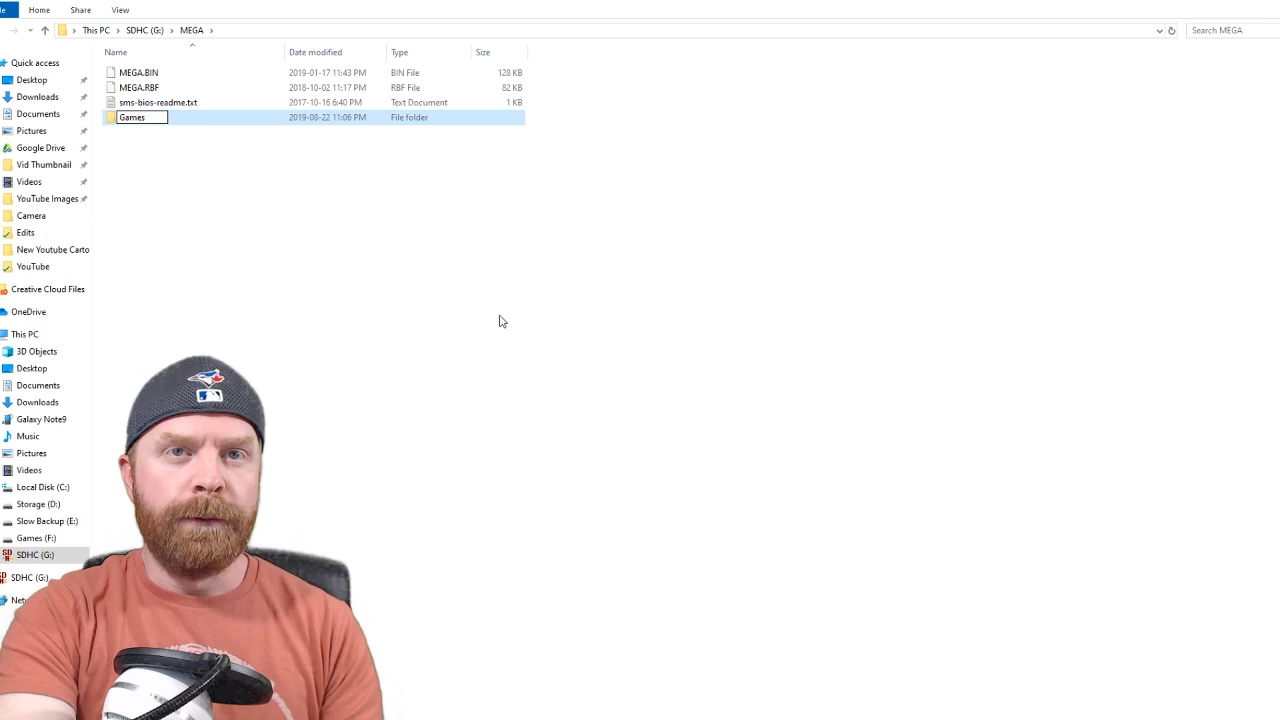 le
Home
Share
View
This PC > SDHC (G:) > MEGA >
Search MEGA
Name
Date modified
Type
Size
MEGA.BIN 2019-01-17 11:43 PM BIN File 128 KB
MEGA.RBF 2018-10-02 11:17 PM RBF File 82 KB
sms-bios-readme.txt 2017-10-16 6:40 PM Text Document 1 KB
Games 2019-08-22 11:06 PM File folder
Quick access
Desktop
Downloads
Documents
Pictures
Google Drive
Vid Thumbnail
Videos
YouTube Images
Camera
Edits
New Youtube Carto
YouTube
Creative Cloud Files
OneDrive
This PC
3D Objects
Desktop
Documents
Downloads
Galaxy Note9
Music
Pictures
Videos
Local Disk (C:)
Storage (D:)
Slow Backup (E:)
Games (F:)
SDHC (G:)
SDHC (G:)
Net